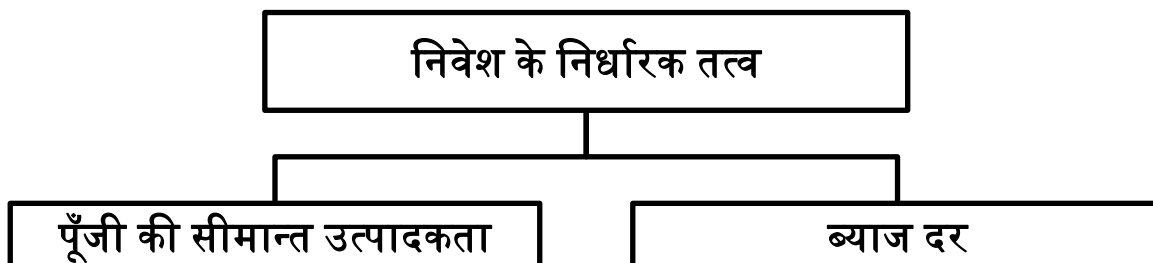 निवेश के निर्धारक तत्व
पूँजी की सीमान्त उत्पादकता
ब्याज दर